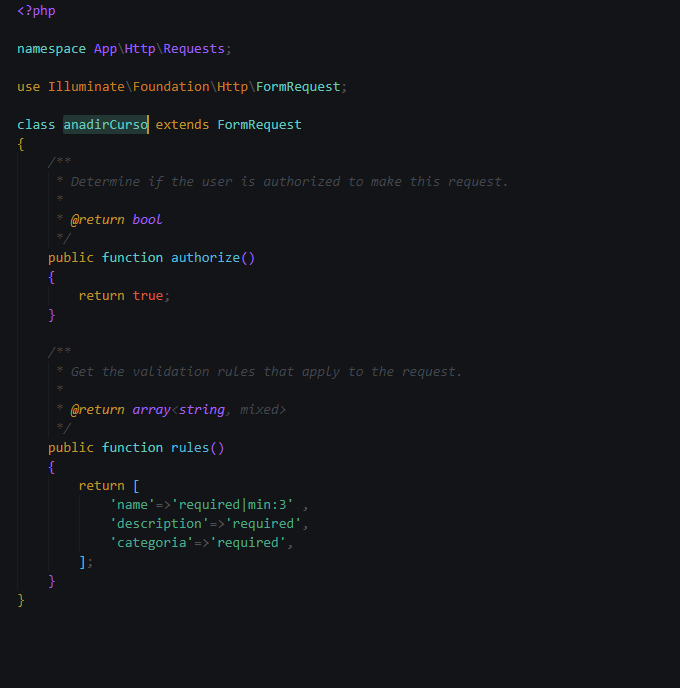 <?php
namespace App\Http\Requests;
use Illuminate\Foundation\Http\FormRequest;
class anadirCurso extends FormRequest
{
    /**
     * Determine if the user is authorized to make this request.
     *
     * @return bool
     */
    public function authorize()
    {
        return true;
    }
    /**
     * Get the validation rules that apply to the request.
     *
     * @return array<string, mixed>
     */
    public function rules()
    {
        return [
            'name'=>'required|min:3' ,
            'description'=>'required',
            'categoria'=>'required',
        ];
    }
}